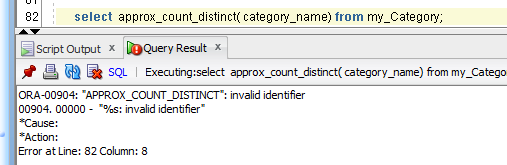 82 select approx_count_distinct( category_name) from my_Category;
Script Output × Query Result ×
SQL | Executing:select approx_count_distinct( category_name) from my_Catego
ORA-00904: "APPROX_COUNT_DISTINCT": invalid identifier
00904. 00000 - "%s: invalid identifier"
*Cause:
*Action:
Error at Line: 82 Column: 8